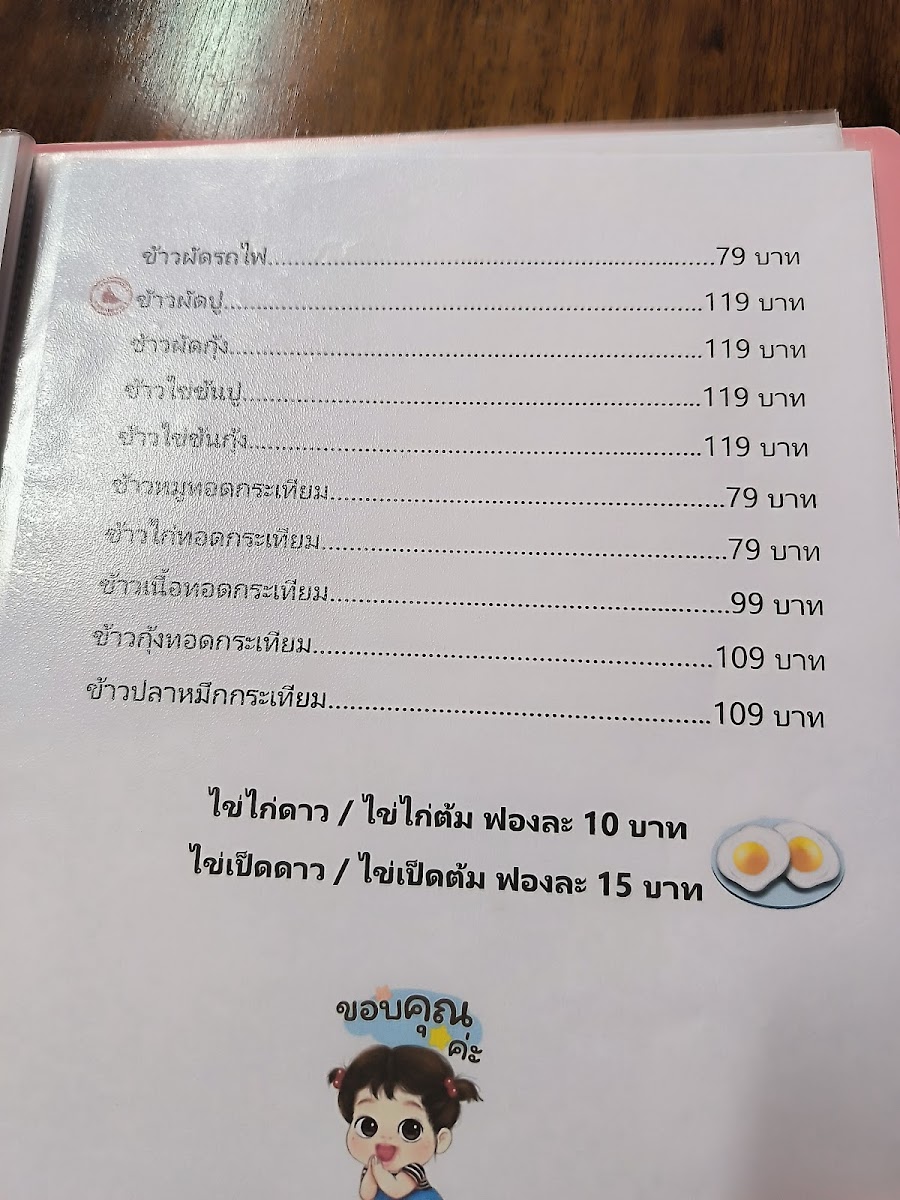 ข้าวผัดรถไฟ........................................................79 บาท
ข้าวผัดปู........................................................119 บาท
ข้าวผัดกุ้ง........................................................119 บาท
ข้าวไข่ข้นปู........................................................119 บาท
ข้าวไข่ข้นกุ้ง........................................................119 บาท
ข้าวหมูทอดกระเทียม........................................................79 บาท
ข้าวไก่ทอดกระเทียม........................................................79 บาท
ข้าวเนื้อทอดกระเทียม........................................................99 บาท
ข้าวกุ้งทอดกระเทียม........................................................109 บาท
ข้าวปลาหมึกกระเทียม........................................................109 บาท
ไข่ไก่ดาว / ไข่ไก่ต้ม ฟองละ 10 บาท
ไข่เป็ดดาว / ไข่เป็ดต้ม ฟองละ 15 บาท
ขอบคุณ
ค่ะ